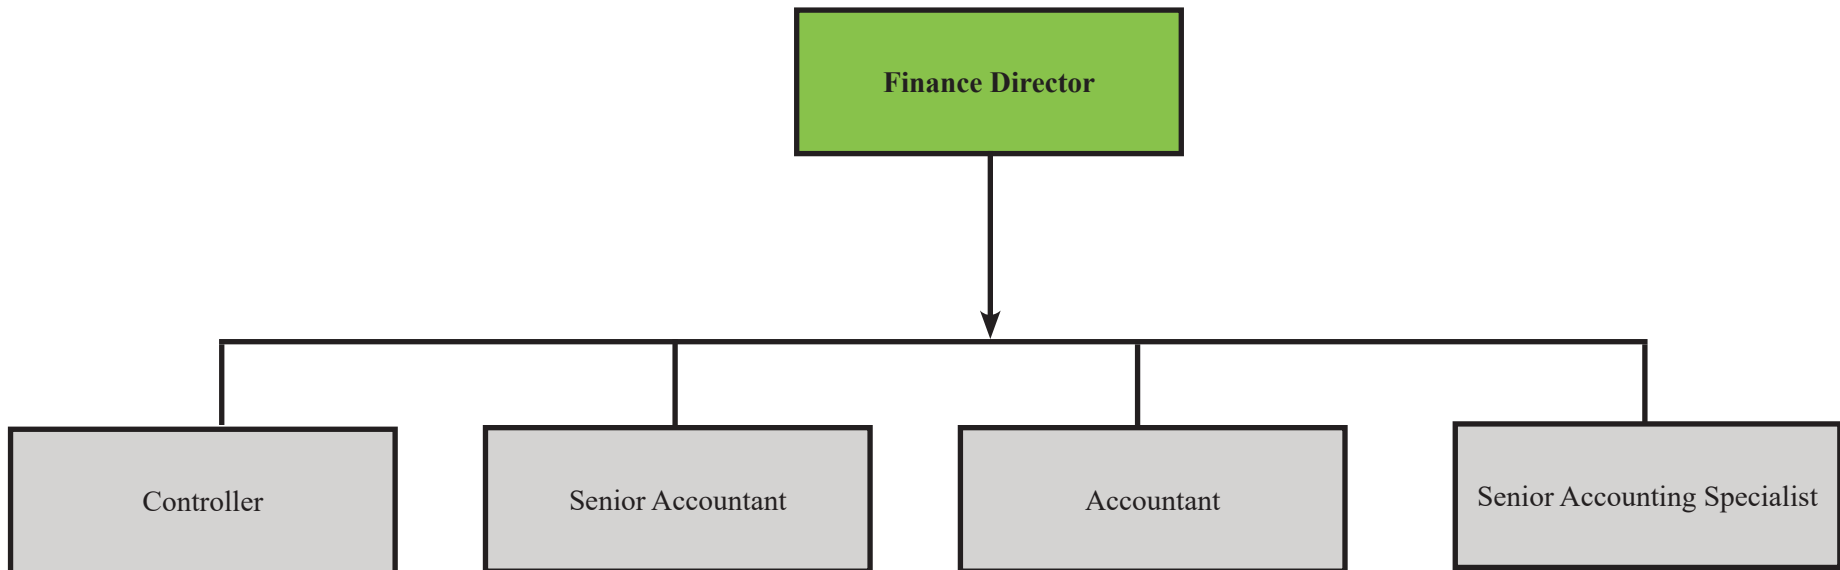 Finance Director
Controller
Senior Accountant
Accountant
Senior Accounting Specialist